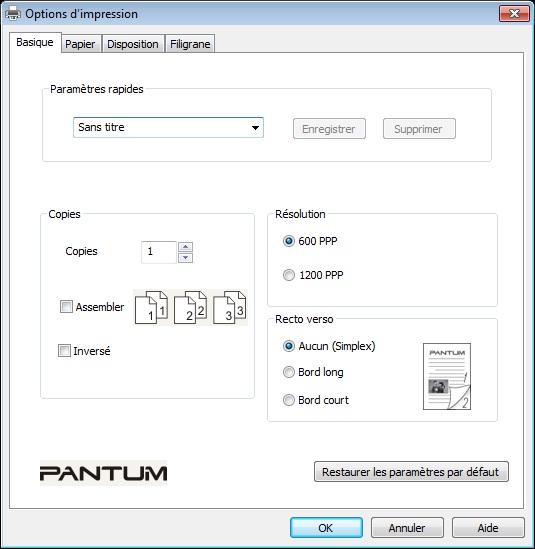 Options d'impression
Basique Papier Disposition Filigrane
Paramètres rapides
Sans titre Enregistrer Supprimer
Copies
Copies 1
Assembler 1 1 2 2 3 3
Inversé
Résolution
600 PPP
1200 PPP
Recto verso
Aucun (Simplex)
Bord long
Bord court
PANTUM
1
2
PANTUM
Restaurer les paramètres par défaut
OK Annuler Aide